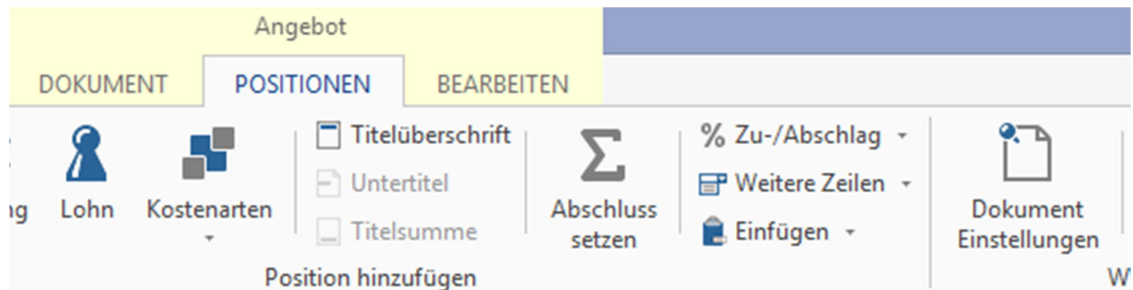 Angebot
DOKUMENT POSITIONEN BEARBEITEN
Titelüberschrift % Zu-/Abschlag
Untertitel Weitere Zeilen
ng Lohn Kostenarten Abschluss Dokument
Titelsumme setzen Einfügen Einstellungen
Position hinzufügen